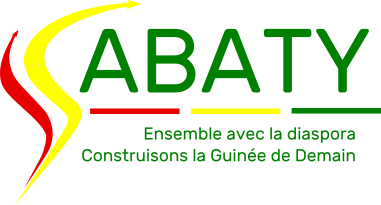 SABATY
Ensemble avec la diaspora
Construisons la Guinée de Demain